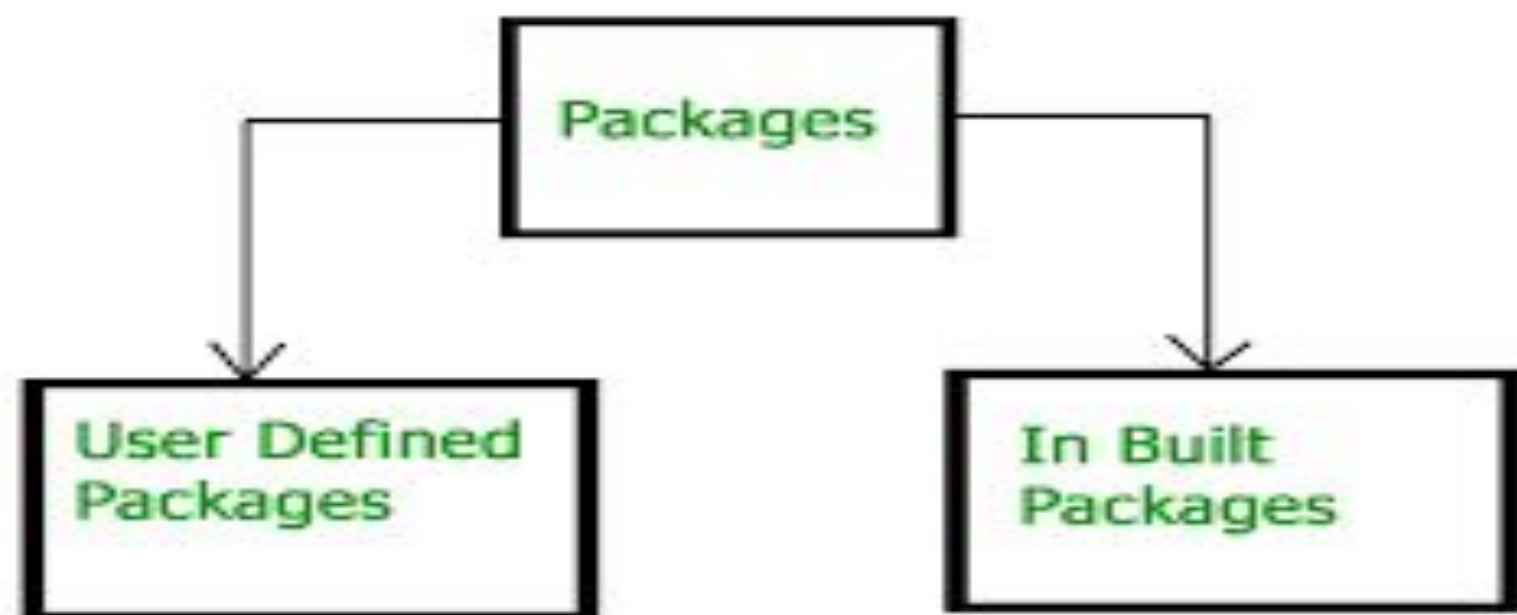 Packages
User Defined
Packages
In Built
Packages